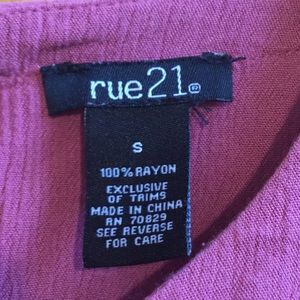 rue21®
S
100% RAYON
EXCLUSIVE
OF TRIMS
MADE IN CHINA
RN 70829
SEE REVERSE
FOR CARE